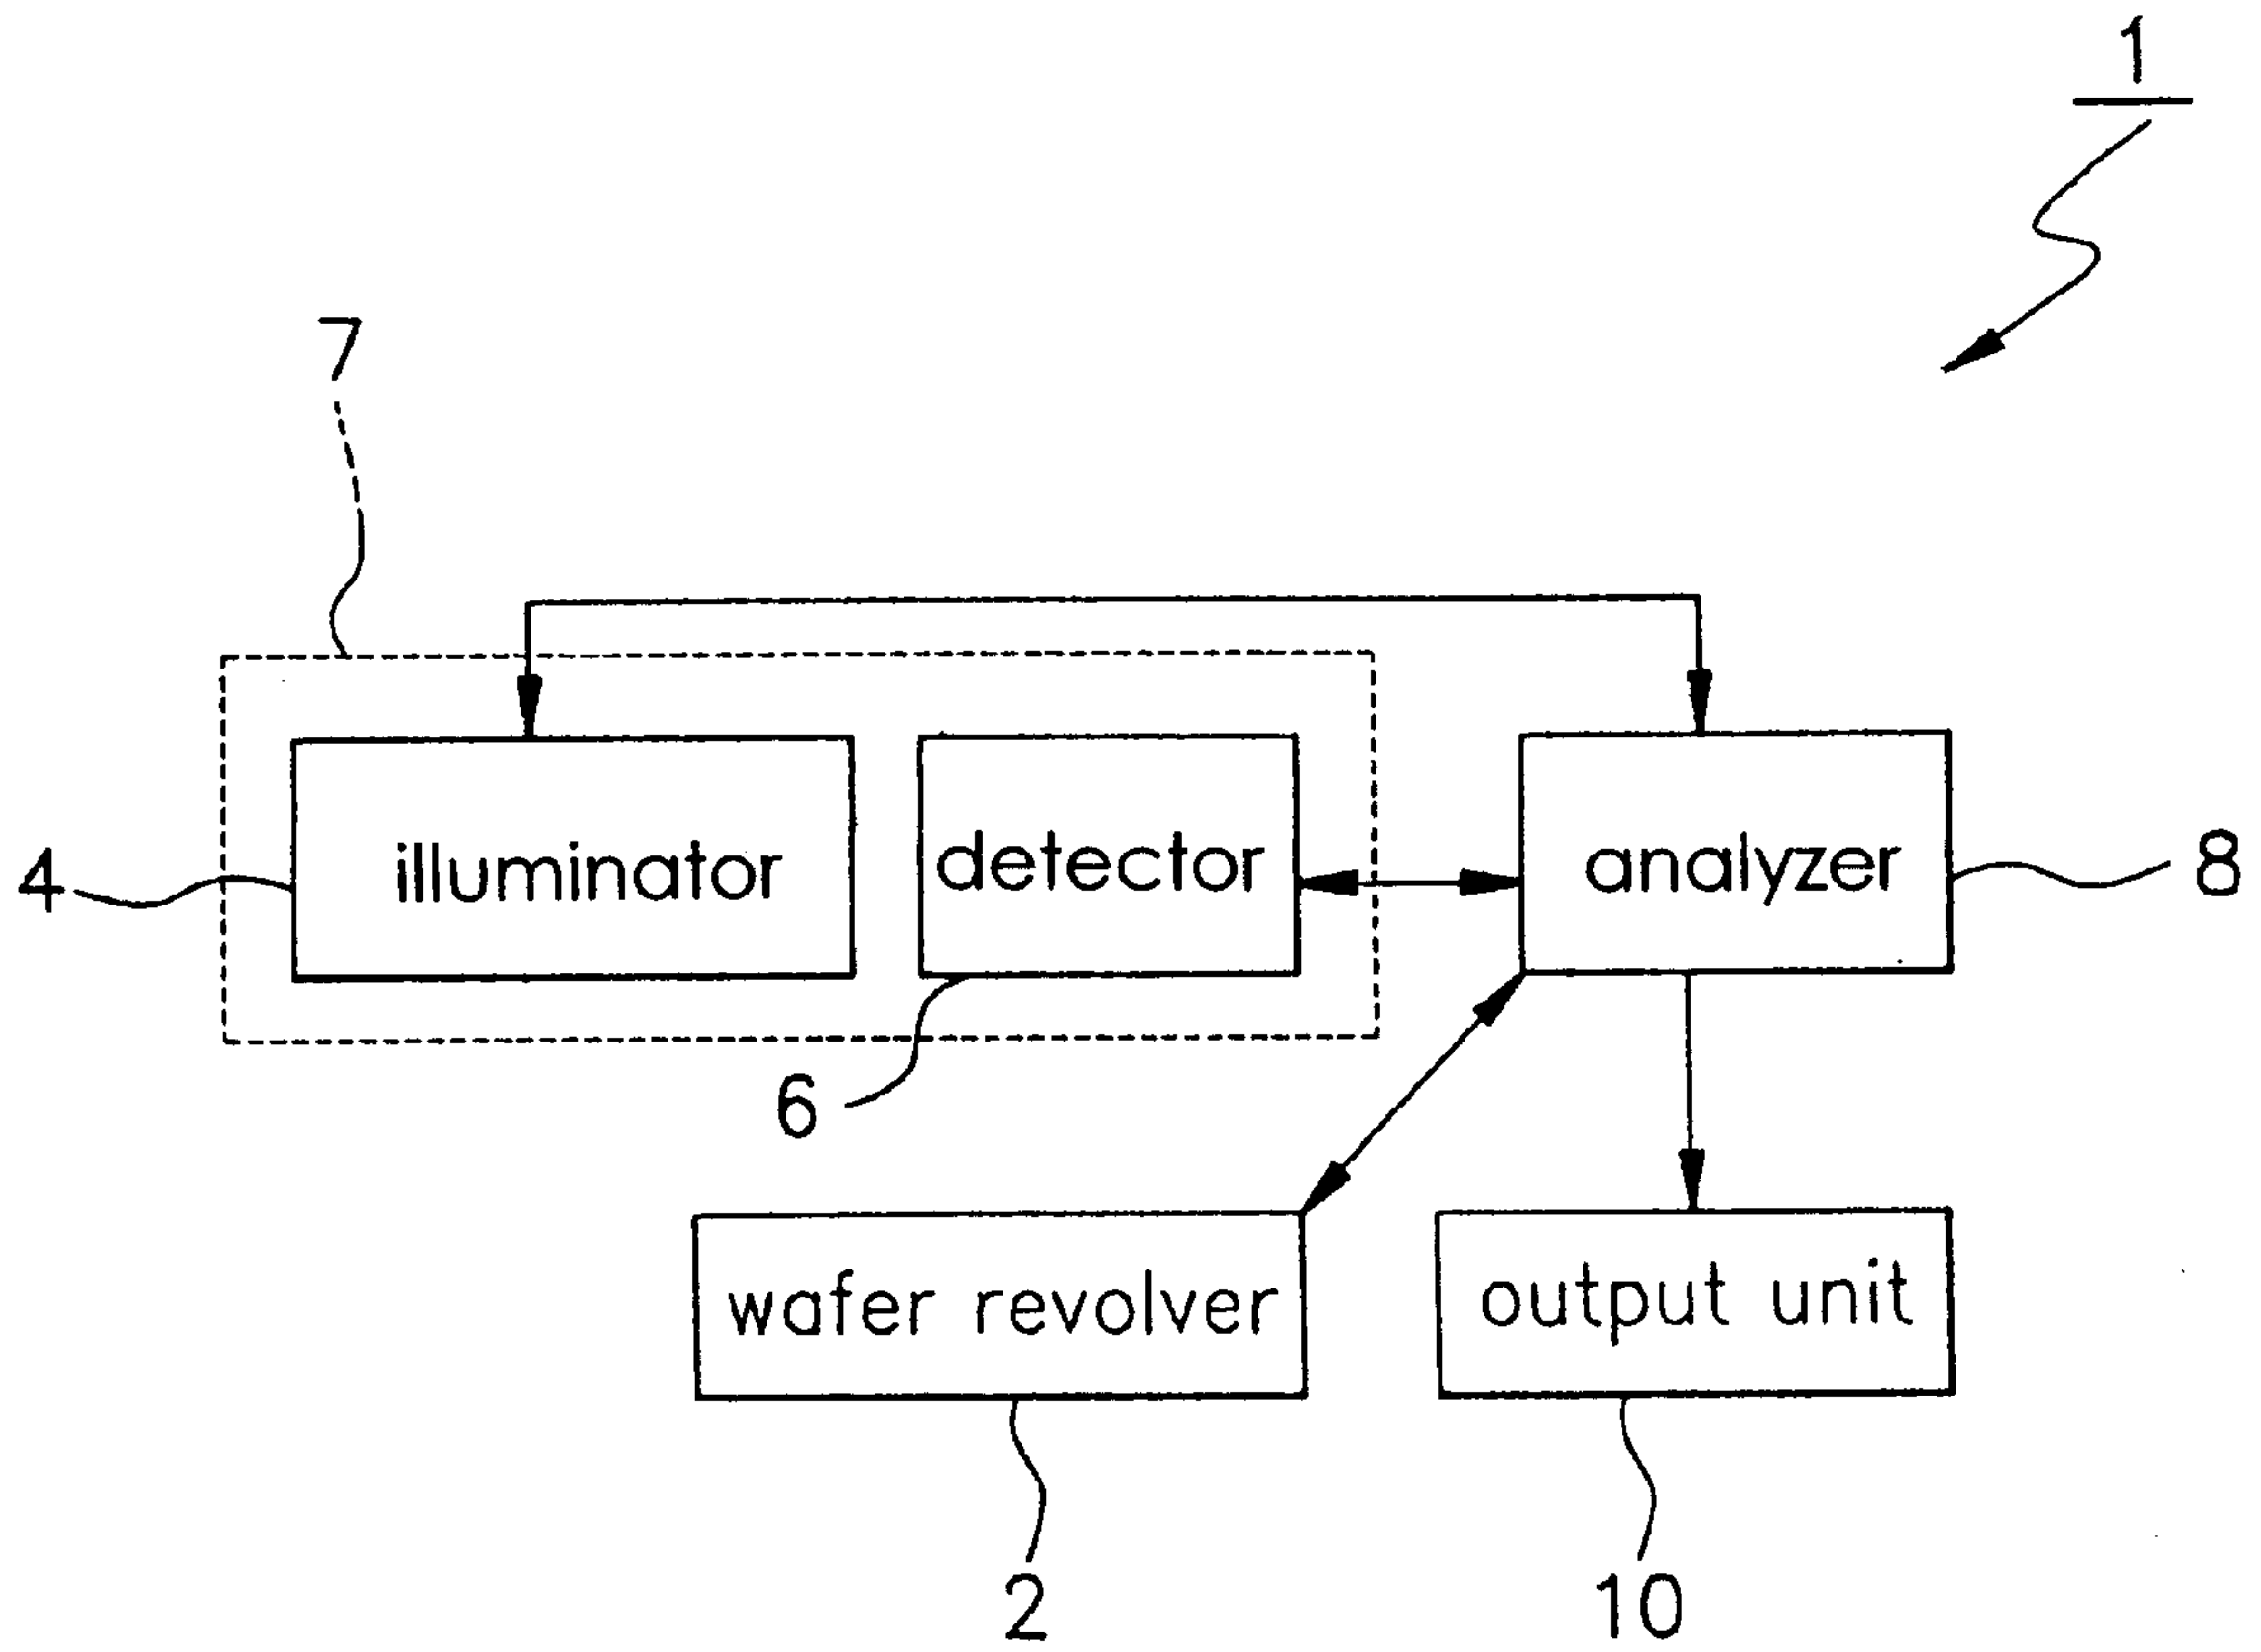 1
7
4
illuminator
detector
analyzer
8
6
wafer revolver
output unit
2
10